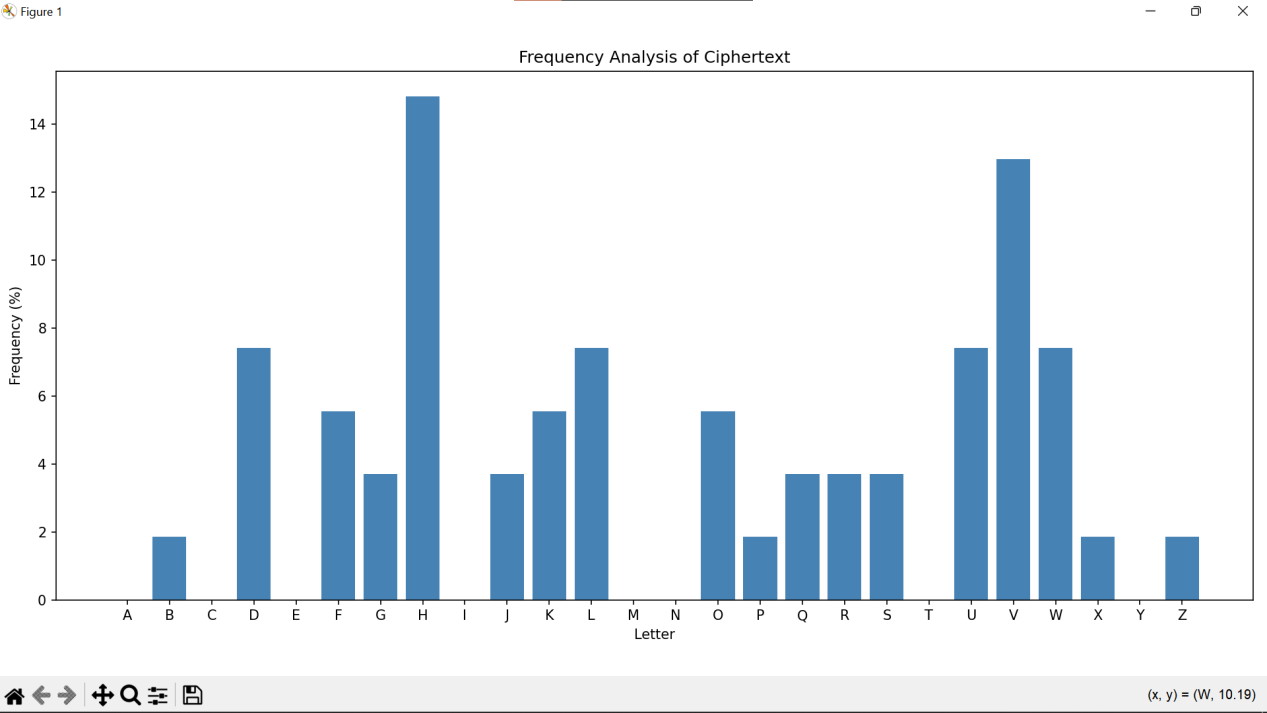 Figure 1
Frequency Analysis of Ciphertext
14
12
10
8
6
4
2
0
Frequency (%)
A B C D E F G H I J K L M N O P Q R S T U V W X Y Z
Letter
(x, y) = (W, 10.19)